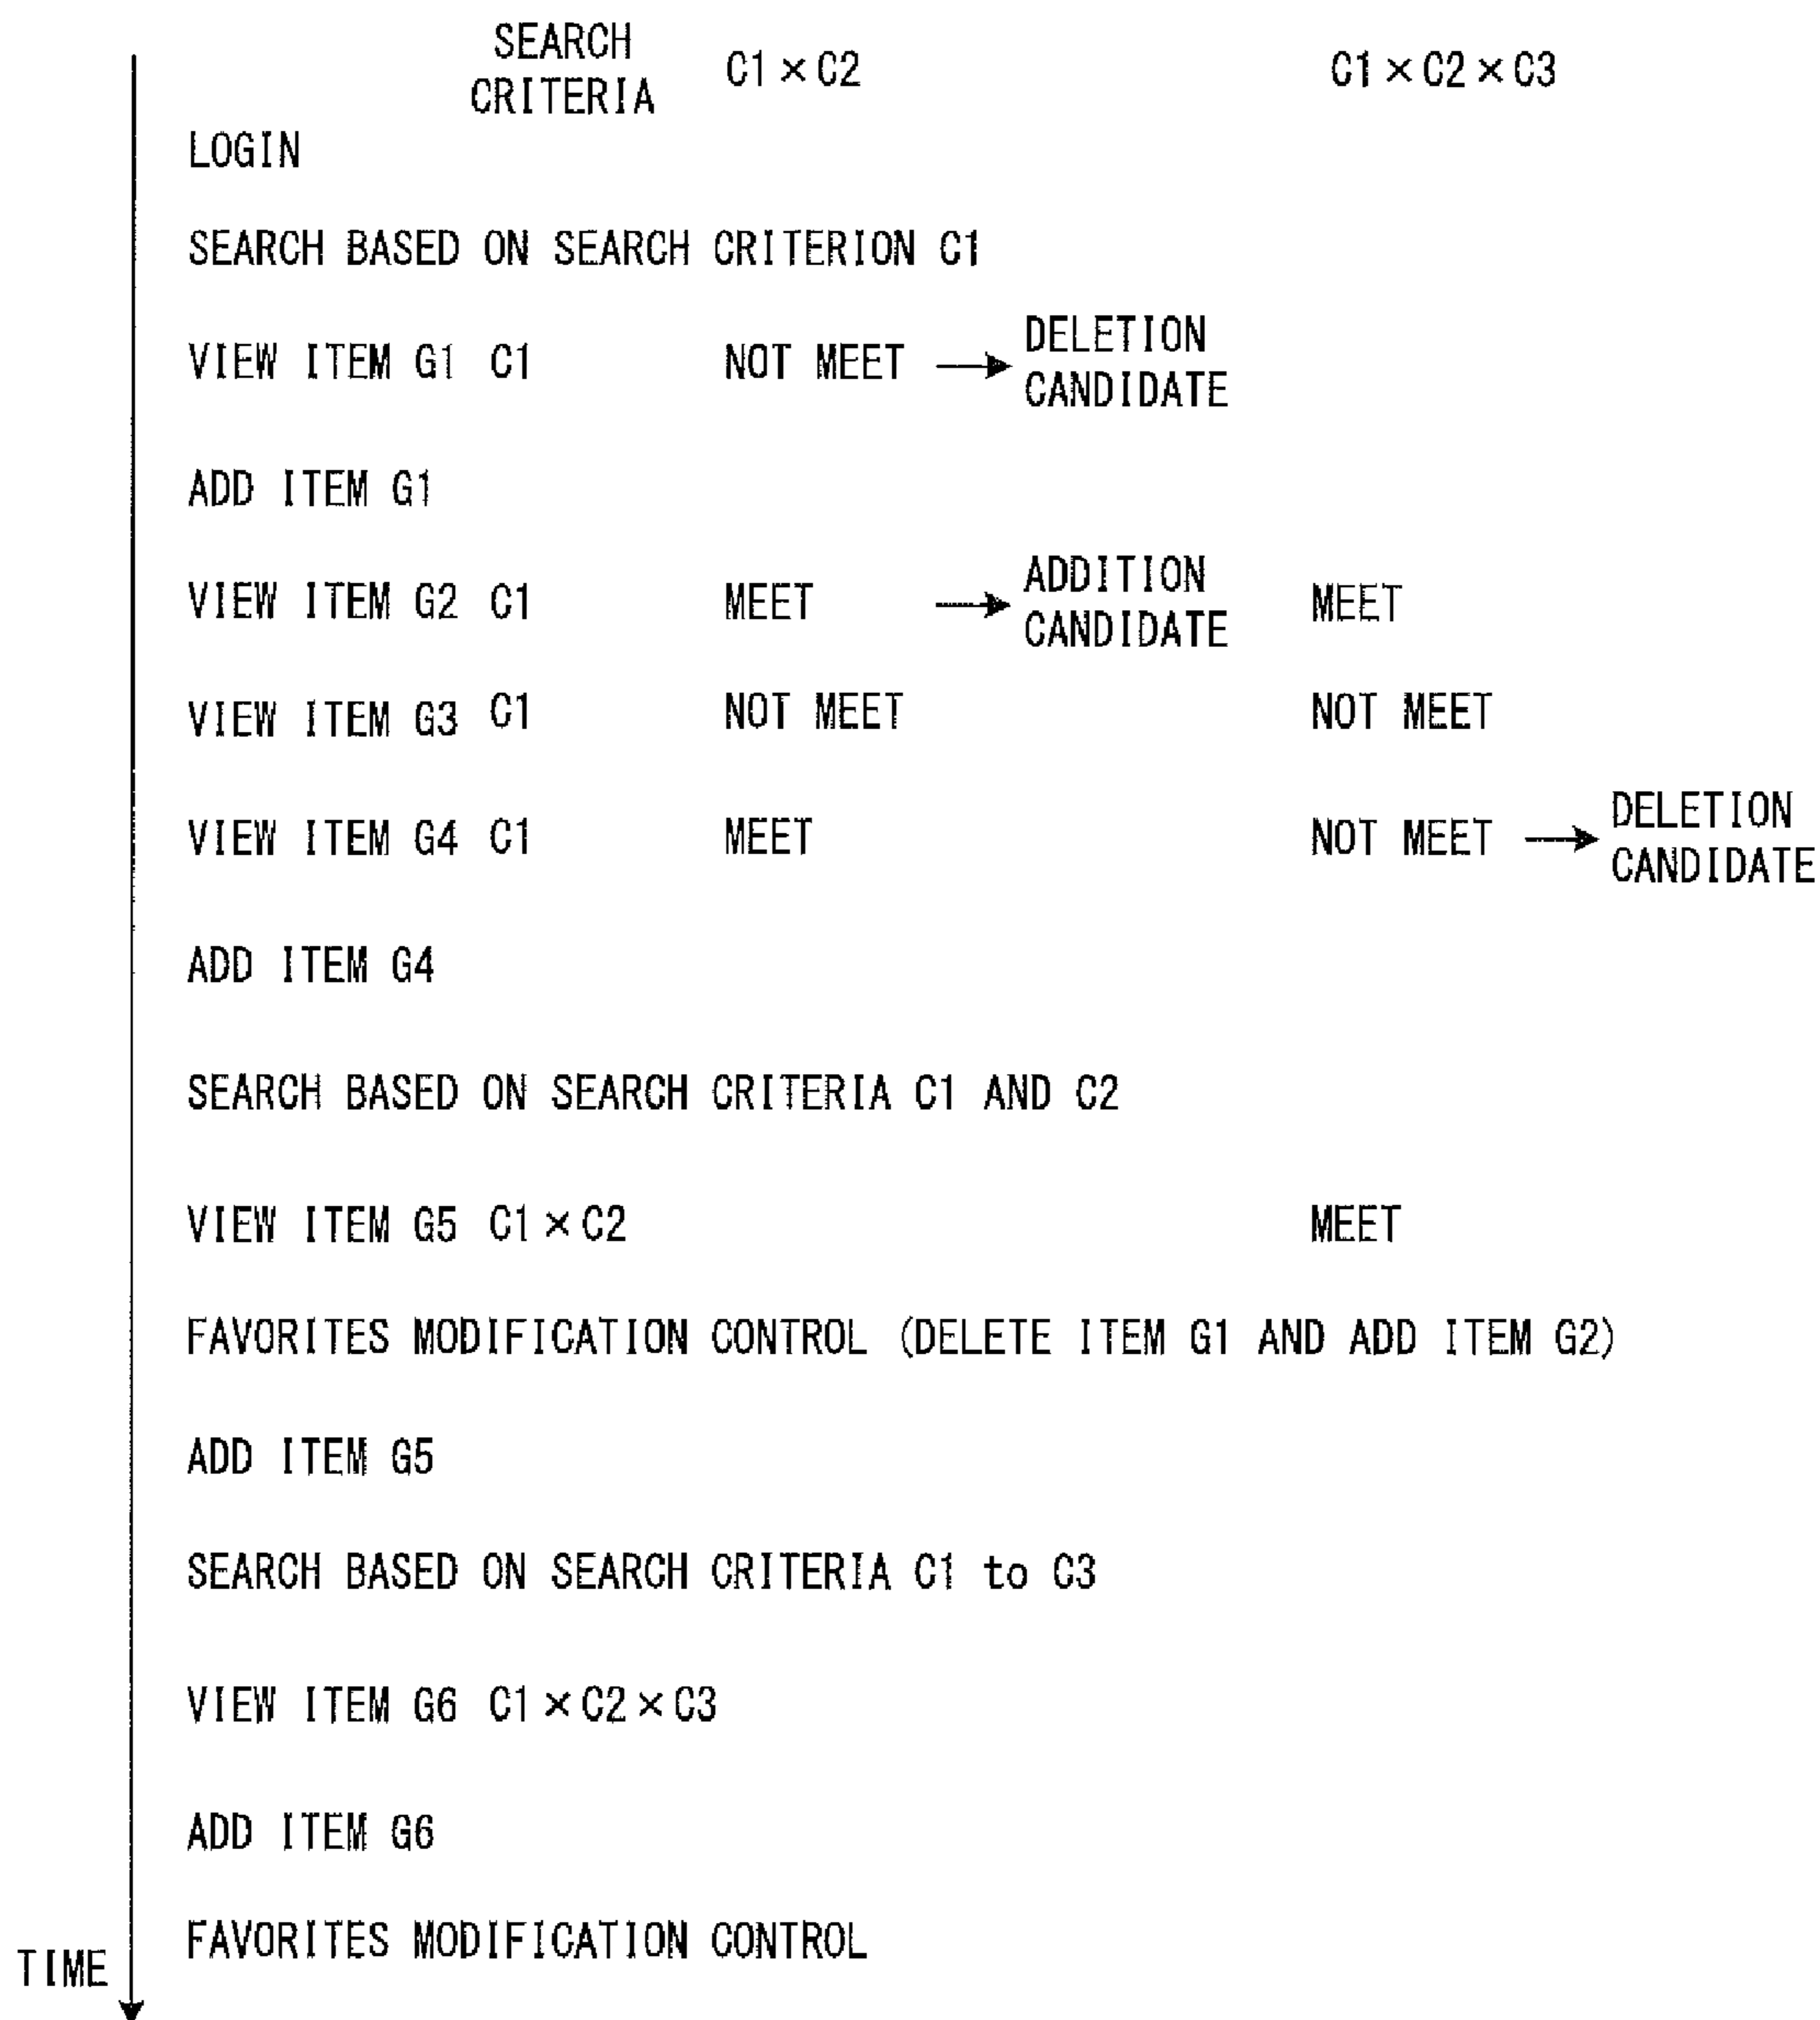 SEARCH
CRITERIA C1×C2 C1×C2×C3
LOGIN
SEARCH BASED ON SEARCH CRITERION C1
VIEW ITEM G1 C1 NOT MEET → DELETION
CANDIDATE
ADD ITEM G1
VIEW ITEM G2 C1 MEET → ADDITION
CANDIDATE MEET
VIEW ITEM G3 C1 NOT MEET NOT MEET
VIEW ITEM G4 C1 MEET NOT MEET → DELETION
CANDIDATE
ADD ITEM G4
SEARCH BASED ON SEARCH CRITERIA C1 AND C2
VIEW ITEM G5 C1×C2 MEET
FAVORITES MODIFICATION CONTROL (DELETE ITEM G1 AND ADD ITEM G2)
ADD ITEM G5
SEARCH BASED ON SEARCH CRITERIA C1 to C3
VIEW ITEM G6 C1×C2×C3
ADD ITEM G6
FAVORITES MODIFICATION CONTROL
TIME